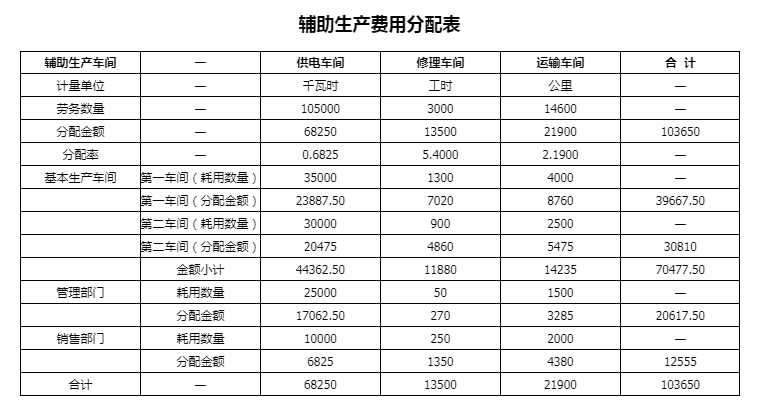 辅助生产费用分配表
辅助生产车间 — 供电车间 修理车间 运输车间 合 计
计量单位 — 千瓦时 工时 公里 —
劳务数量 — 105000 3000 14600 —
分配金额 — 68250 13500 21900 103650
分配率 — 0.6825 5.4000 2.1900 —
基本生产车间 第一车间（耗用数量） 35000 1300 4000 —
第一车间（分配金额） 23887.50 7020 8760 39667.50
第二车间（耗用数量） 30000 900 2500 —
第二车间（分配金额） 20475 4860 5475 30810
金额小计 44362.50 11880 14235 70477.50
管理部门 耗用数量 25000 50 1500 —
分配金额 17062.50 270 3285 20617.50
销售部门 耗用数量 10000 250 2000 —
分配金额 6825 1350 4380 12555
合计 — 68250 13500 21900 103650